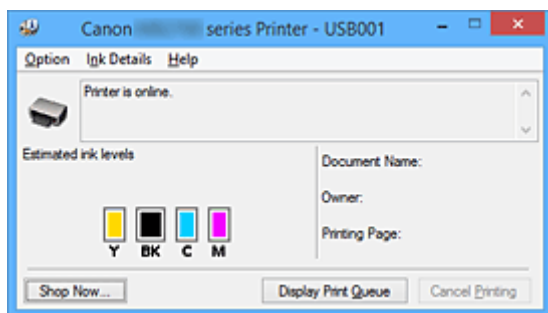 Canon series Printer - USB001
Option Ink Details Help
Printer is online.
Estimated ink levels
Document Name:
Owner:
Printing Page:
Y BK C M
Shop Now... Display Print Queue Cancel Printing